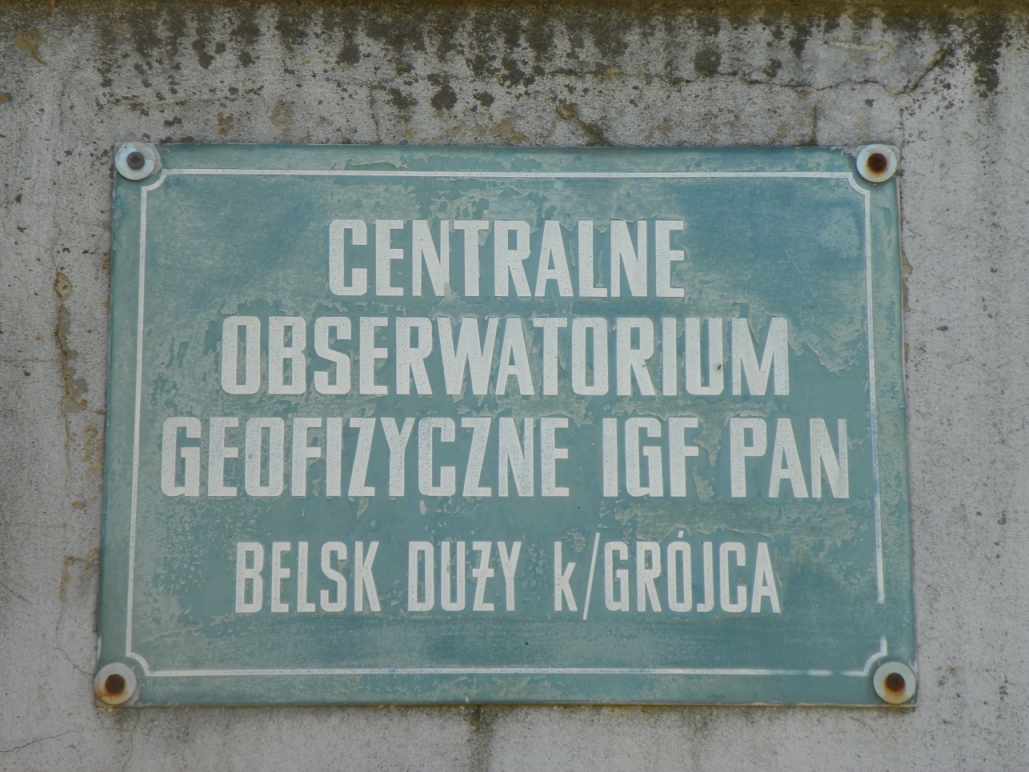 CENTRALNE
OBSERWATORIUM
GEOFIZYCZNE IGF PAN
BELSK DUŻY k/GRÓJCA